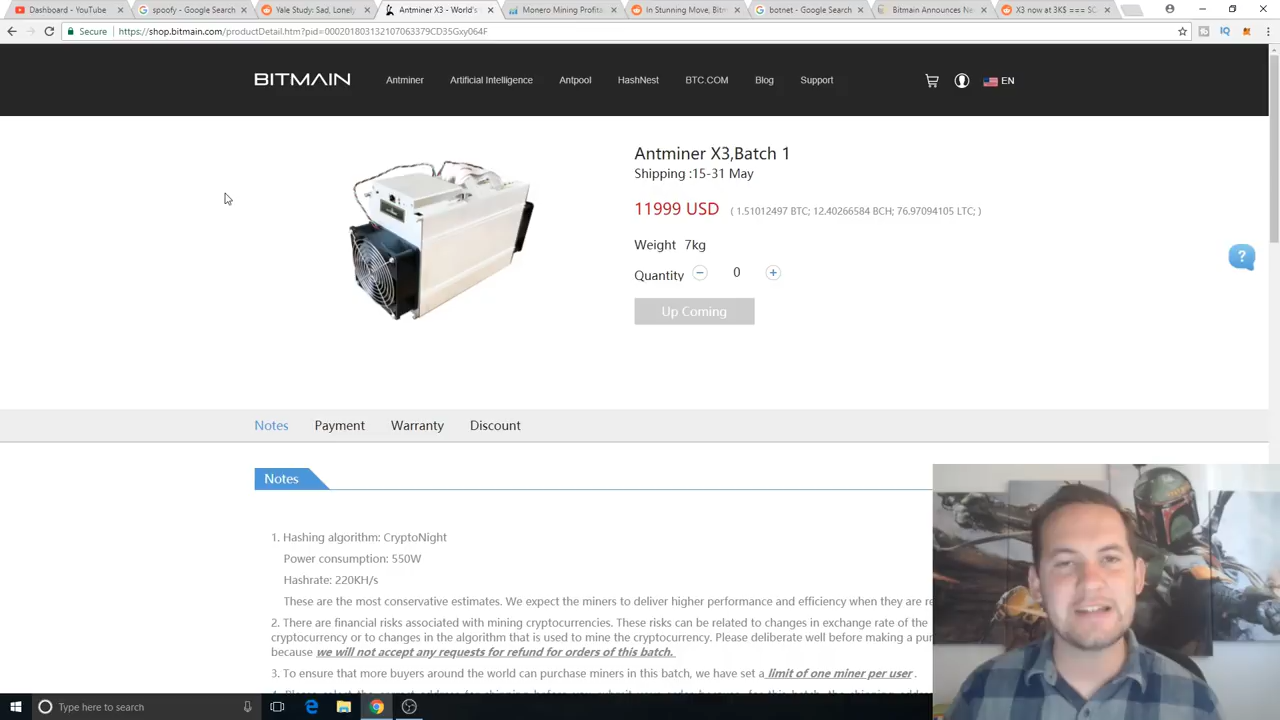 Dashboard - YouTube
spoofy - Google Search
Yale Study: Sad, Lonely
Antminer X3 - World's
Monero Mining Profita
In Stunning Move, Bitm
botnet - Google Search
Bitmain Announces Ne
X3 now at 3K$ === SC
Secure
https://shop.bitmain.com/productDetail.htm?pid=00020180313210706337​9CD35Gxy064F
BITMAIN
Antminer
Artificial Intelligence
Antpool
HashNest
BTC.COM
Blog
Support
EN
Antminer X3,Batch 1
Shipping :15-31 May
11999 USD ( 1.51012497 BTC; 12.40266584 BCH; 76.97094105 LTC; )
Weight 7kg
Quantity 0
Up Coming
?
Notes
Payment
Warranty
Discount
Notes
1. Hashing algorithm: CryptoNight
Power consumption: 550W
Hashrate: 220KH/s
These are the most conservative estimates. We expect the miners to deliver higher performance and efficiency when they are re
2. There are financial risks associated with mining cryptocurrency. These risks can be related to changes in exchange rate of the
cryptocurrency or to changes in the algorithm that is used to mine the cryptocurrency. Please deliberate well before making a pur
because we will not accept any requests for refund for orders of this batch.
3. To ensure that more buyers around the world can purchase miners in this batch, we have set a limit of one miner per user .
Type here to search